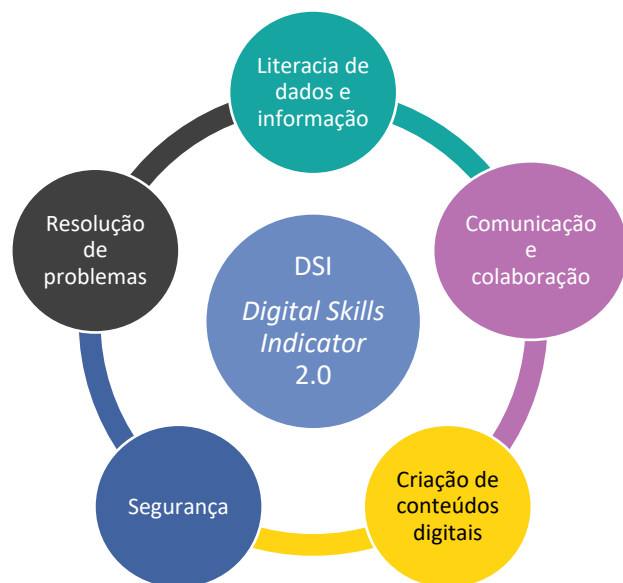 Literacia de
dados e
informação
Comunicação
e
colaboração
Criação de
conteúdos
digitais
Segurança
Resolução
de
problemas
DSI
Digital Skills
Indicator
2.0